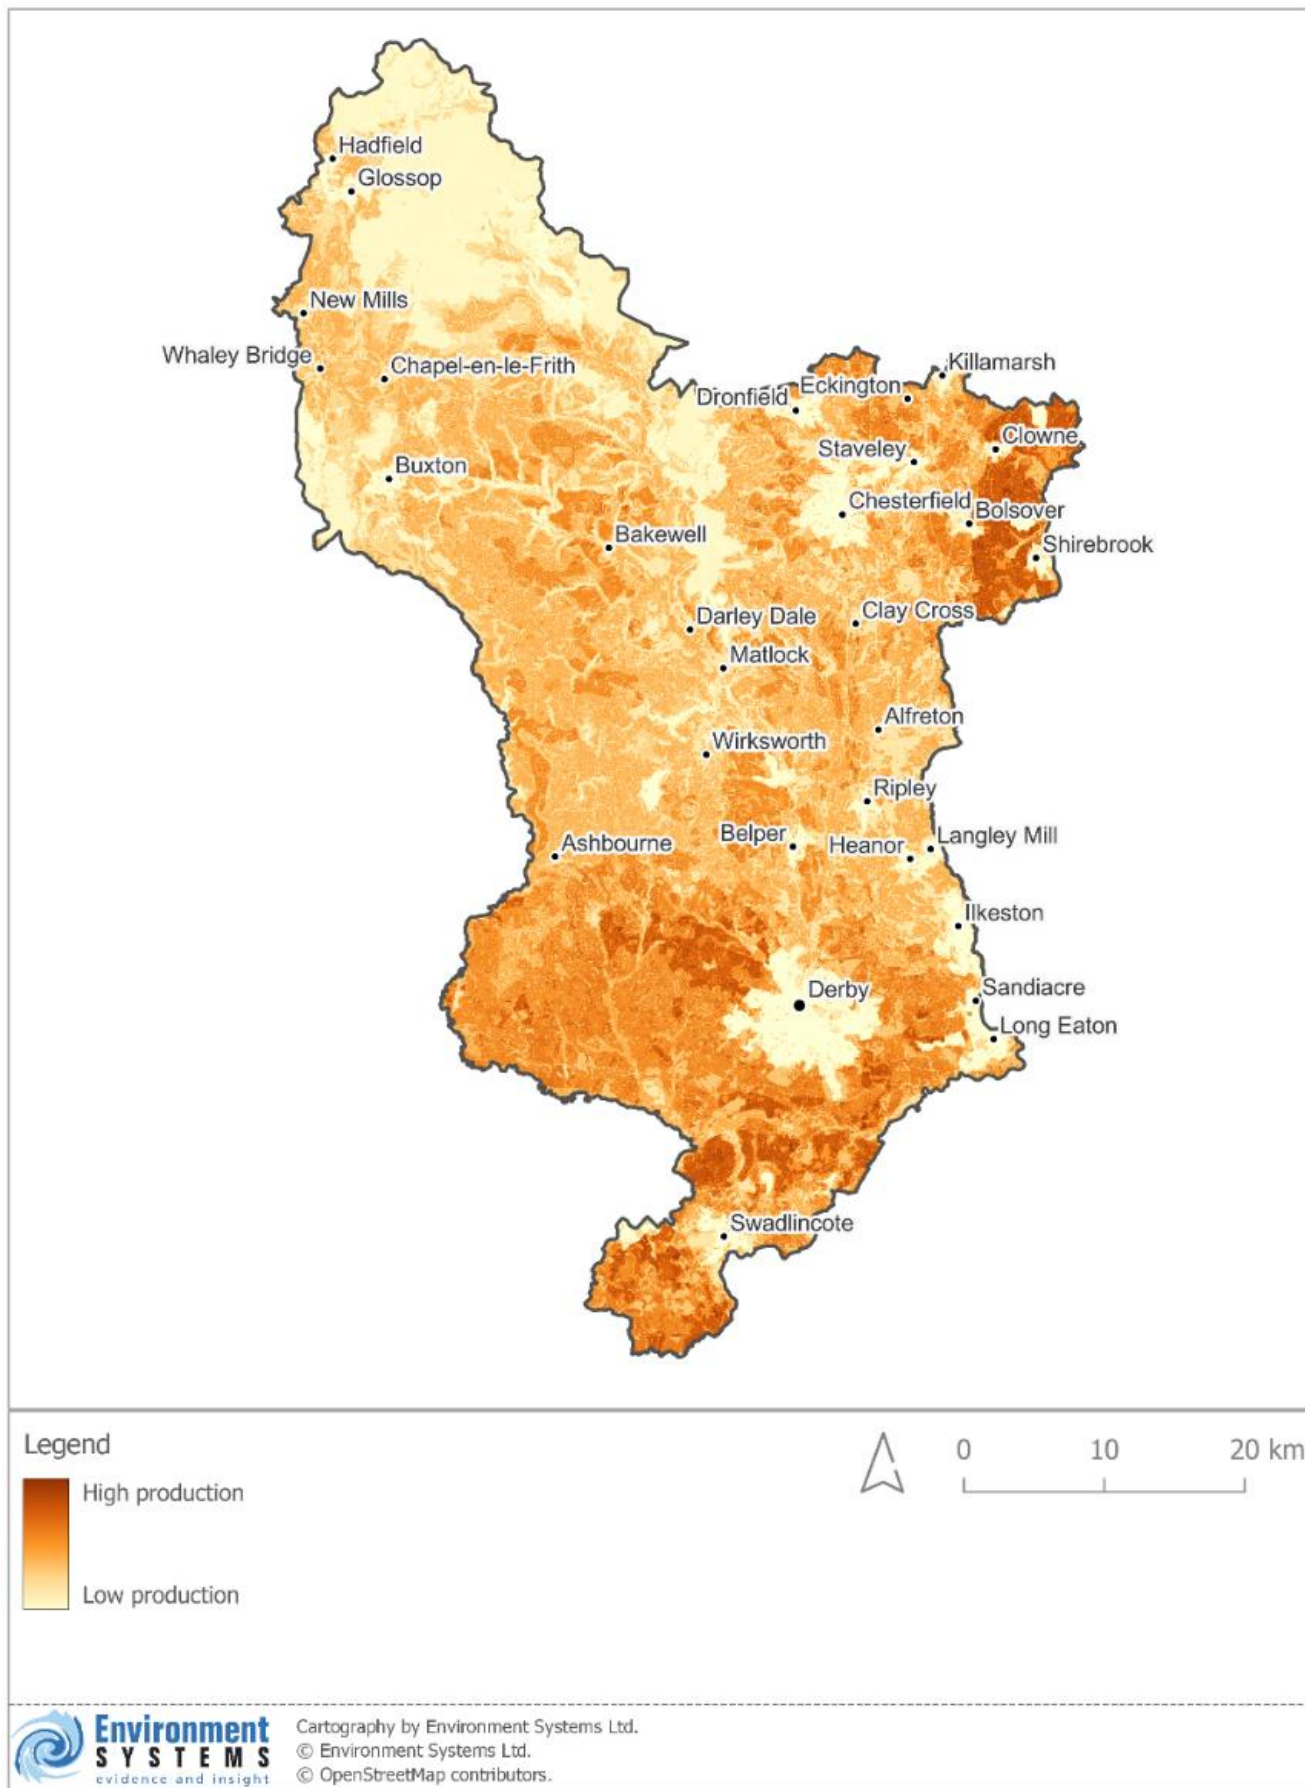 Hadfield
Glossop
New Mills
Whaley Bridge
Chapel-en-le-Frith
Killamarsh
Dronfield
Eckington
Clowne
Staveley
Buxton
Chesterfield
Bolsover
Bakewell
Shirebrook
Darley Dale
Clay Cross
Matlock
Alfreton
Wirksworth
Ripley
Ashbourne
Belper
Heanor
Langley Mill
Ilkeston
Derby
Sandiacre
Long Eaton
Swadlincote
Legend
High production
Low production
0 10 20 km
Environment
SYSTEMS
evidence and insight
Cartography by Environment Systems Ltd.
© Environment Systems Ltd.
© OpenStreetMap contributors.